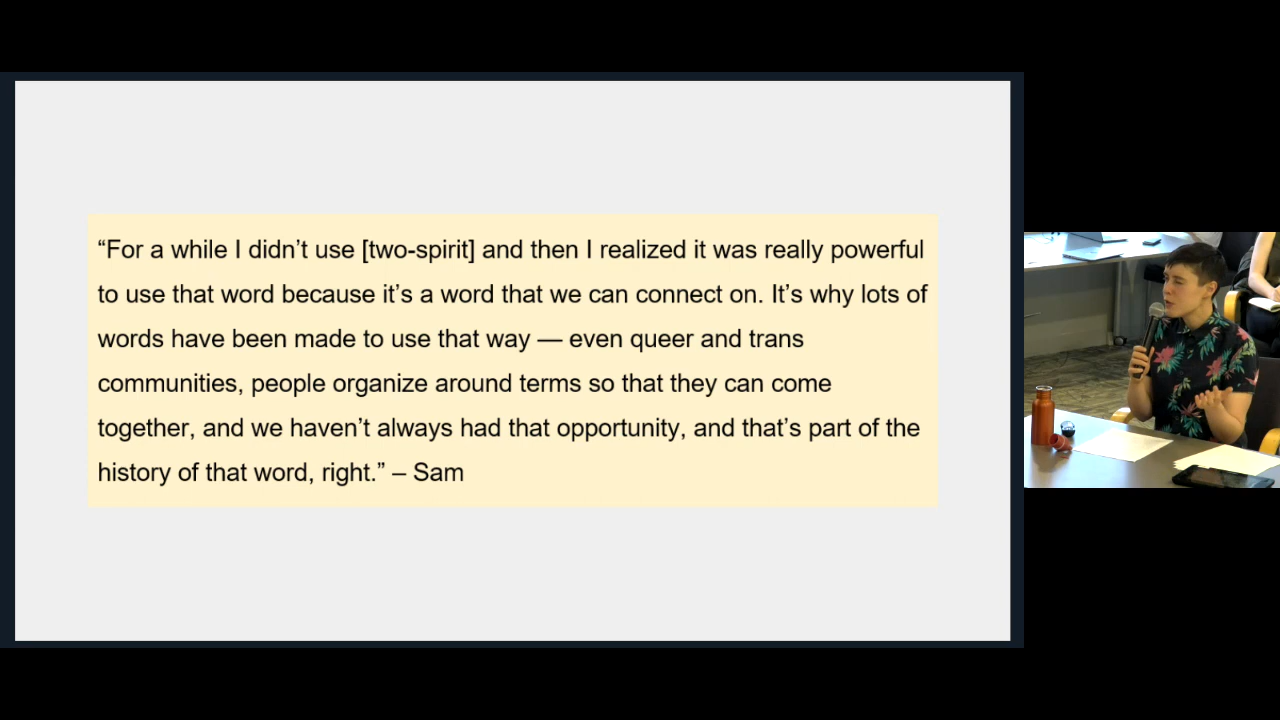 “For a while I didn’t use [two-spirit] and then I realized it was really powerful
to use that word because it’s a word that we can connect on. It’s why lots of
words have been made to use that way — even queer and trans
communities, people organize around terms so that they can come
together, and we haven’t always had that opportunity, and that’s part of the
history of that word, right.” – Sam